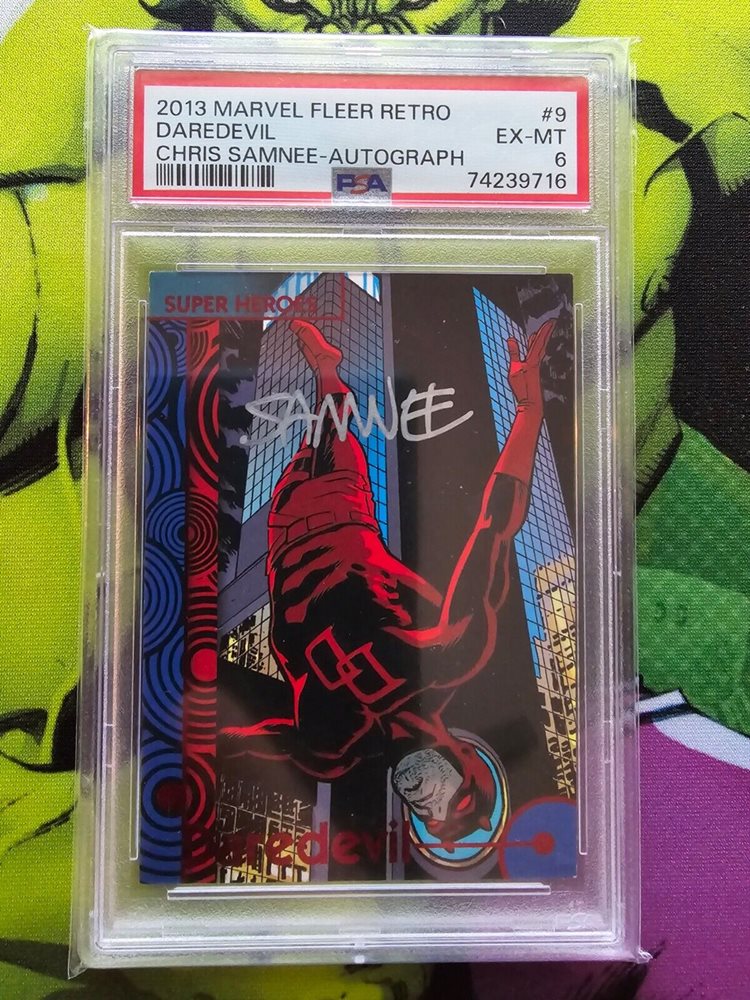 2013 MARVEL FLEER RETRO #9
DAREDEVIL EX-MT
CHRIS SAMNEE-AUTOGRAPH 6
PSA 74239716
SUPER HEROES
SAMNEE
Daredevil